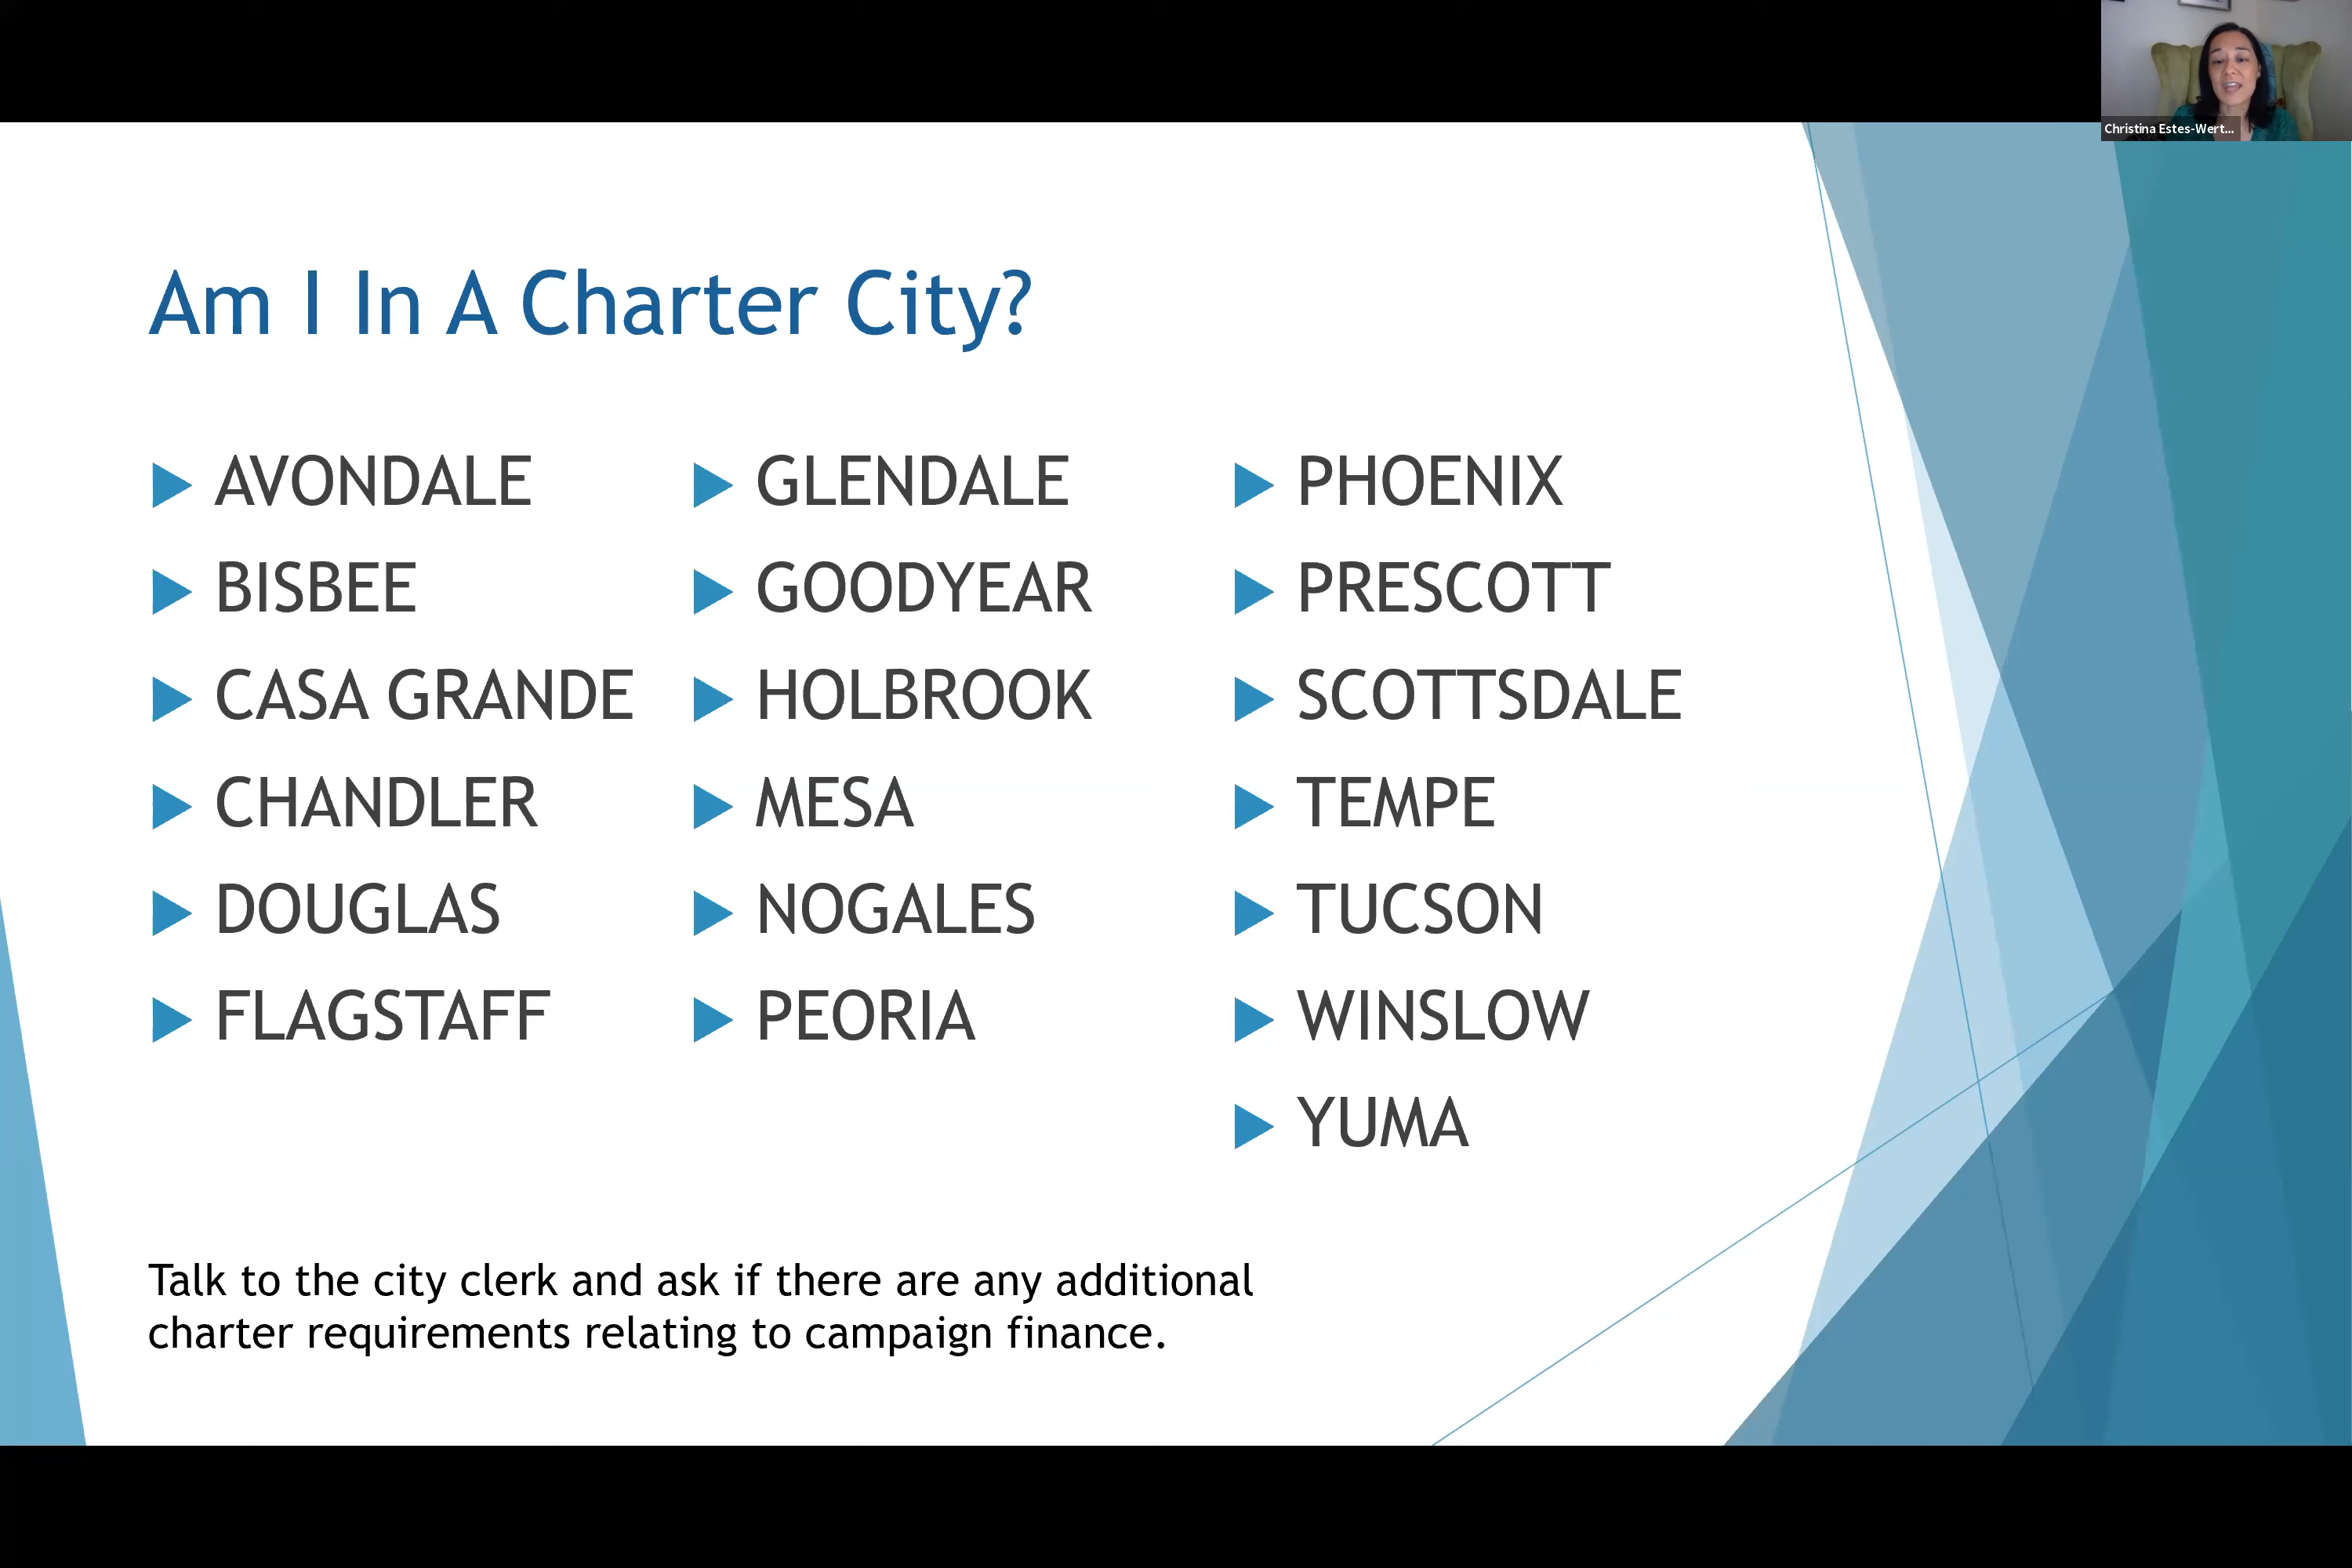 Christina Estes-Wert...
Am I In A Charter City?
AVONDALE
BISBEE
CASA GRANDE
CHANDLER
DOUGLAS
FLAGSTAFF
GLENDALE
GOODYEAR
HOLBROOK
MESA
NOGALES
PEORIA
PHOENIX
PRESCOTT
SCOTTSDALE
TEMPE
TUCSON
WINSLOW
YUMA
Talk to the city clerk and ask if there are any additional
charter requirements relating to campaign finance.